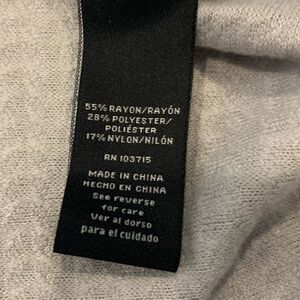 55% RAYON/RAYÓN
28% POLYESTER/
POLIÉSTER
17% NYLON/NILÓN
RN 103715
MADE IN CHINA
HECHO EN CHINA
See reverse
for care
Ver al dorso
para el cuidado